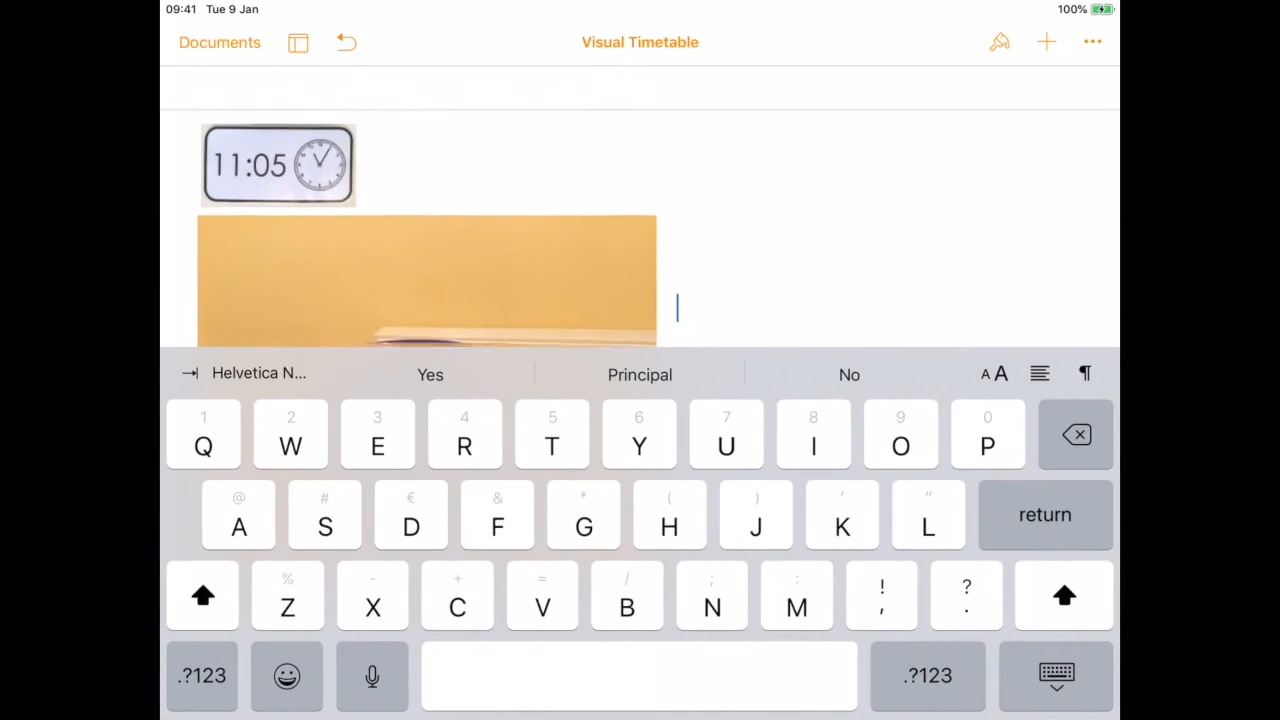 09:41 Tue 9 Jan 100%
Documents Visual Timetable
11:05
Helvetica N... Yes Principal No AA ¶
1 2 3 4 5 6 7 8 9 0
Q W E R T Y U I O P
@ # € & * ( ) ' "
A S D F G H J K L return
% - + = / ; : ! ?
Z X C V B N M , .
.?123 .?123